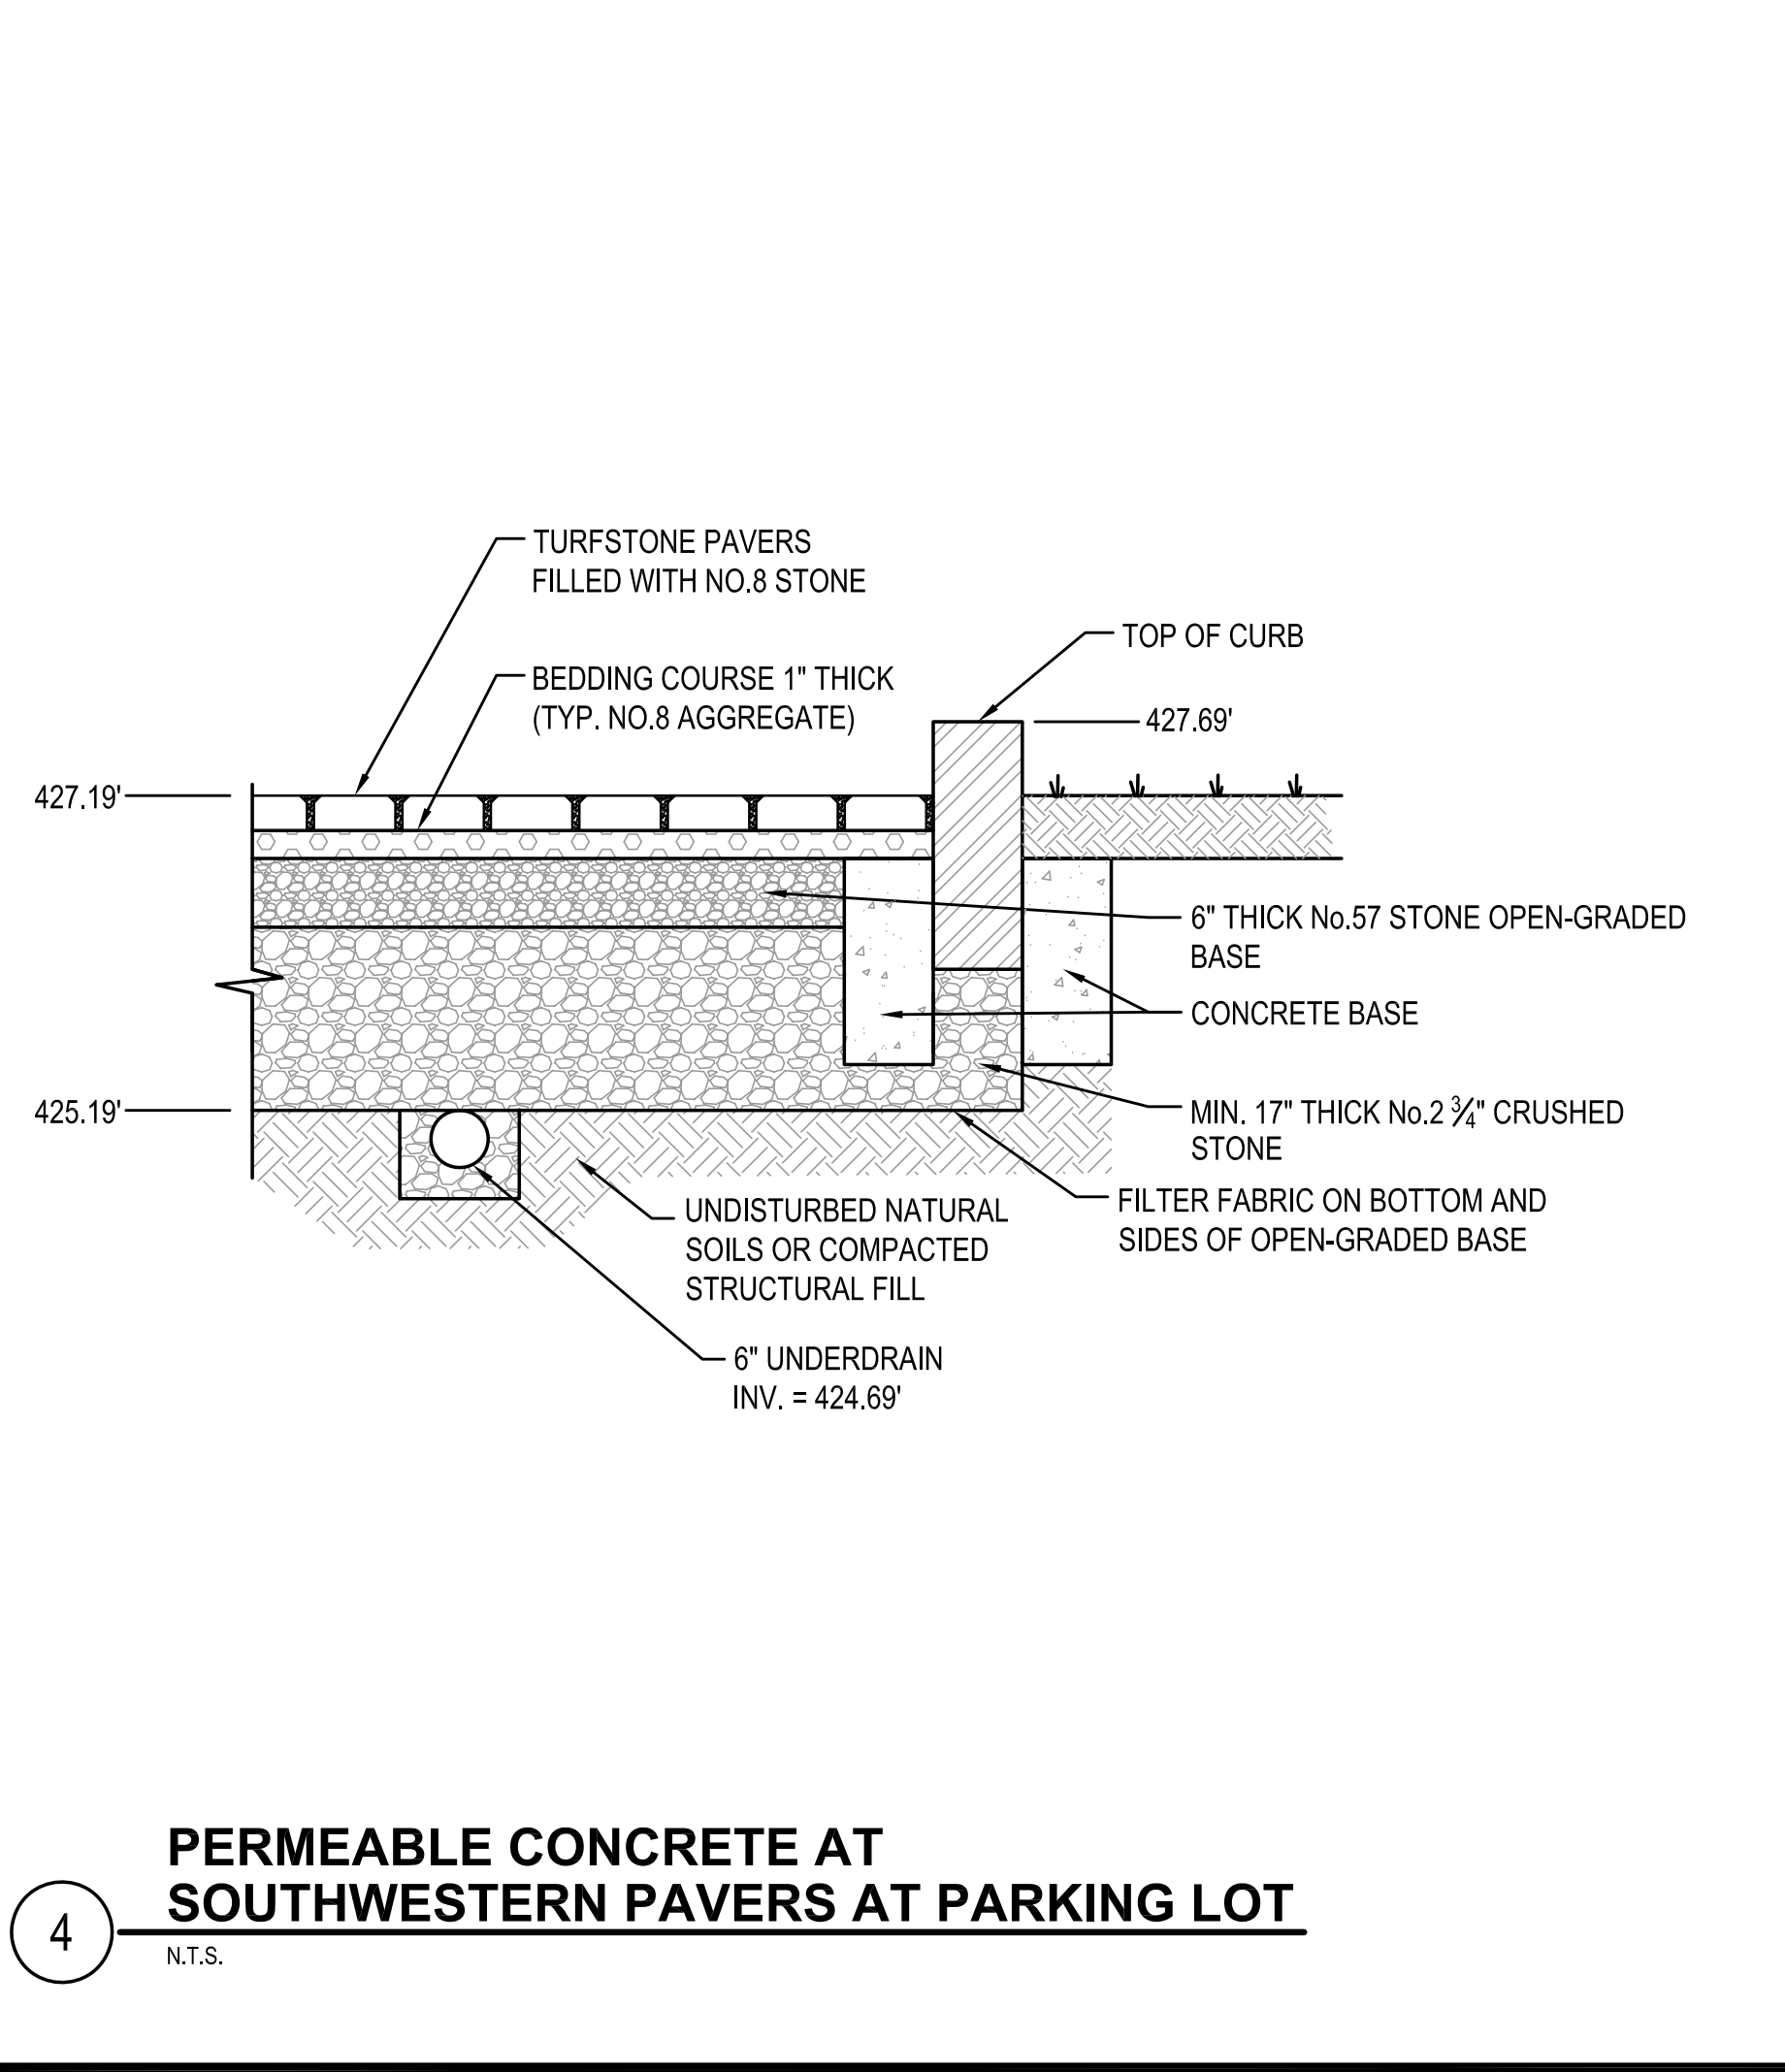 TURFSTONE PAVERS
FILLED WITH NO.8 STONE
TOP OF CURB
BEDDING COURSE 1" THICK
(TYP. NO.8 AGGREGATE)
427.69'
427.19'
6" THICK No.57 STONE OPEN-GRADED
BASE
CONCRETE BASE
425.19'
MIN. 17" THICK No.2 3/4" CRUSHED
STONE
FILTER FABRIC ON BOTTOM AND
SIDES OF OPEN-GRADED BASE
UNDISTURBED NATURAL
SOILS OR COMPACTED
STRUCTURAL FILL
6" UNDERDRAIN
INV. = 424.69'
PERMEABLE CONCRETE AT
SOUTHWESTERN PAVERS AT PARKING LOT
4
N.T.S.